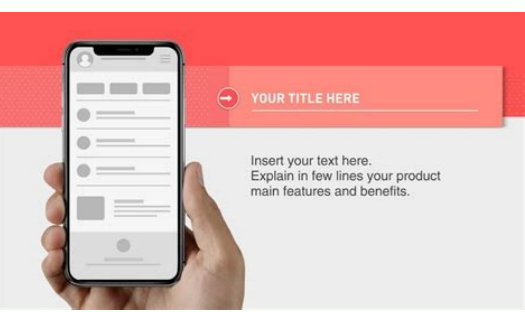 YOUR TITLE HERE
Insert your text here.
Explain in few lines your product
main features and benefits.